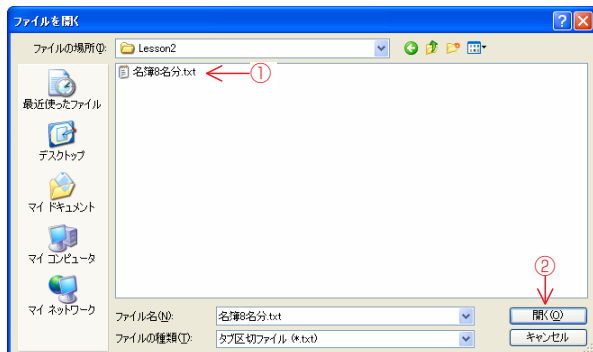 ファイルを開く
ファイルの場所(I):
Lesson2
名簿8名分.txt
①
最近使ったファイル
デスクトップ
マイ ドキュメント
マイ コンピュータ
マイ ネットワーク
②
ファイル名(N):
名簿8名分.txt
開く(O)
ファイルの種類(T):
タブ区切ファイル (*.txt)
キャンセル